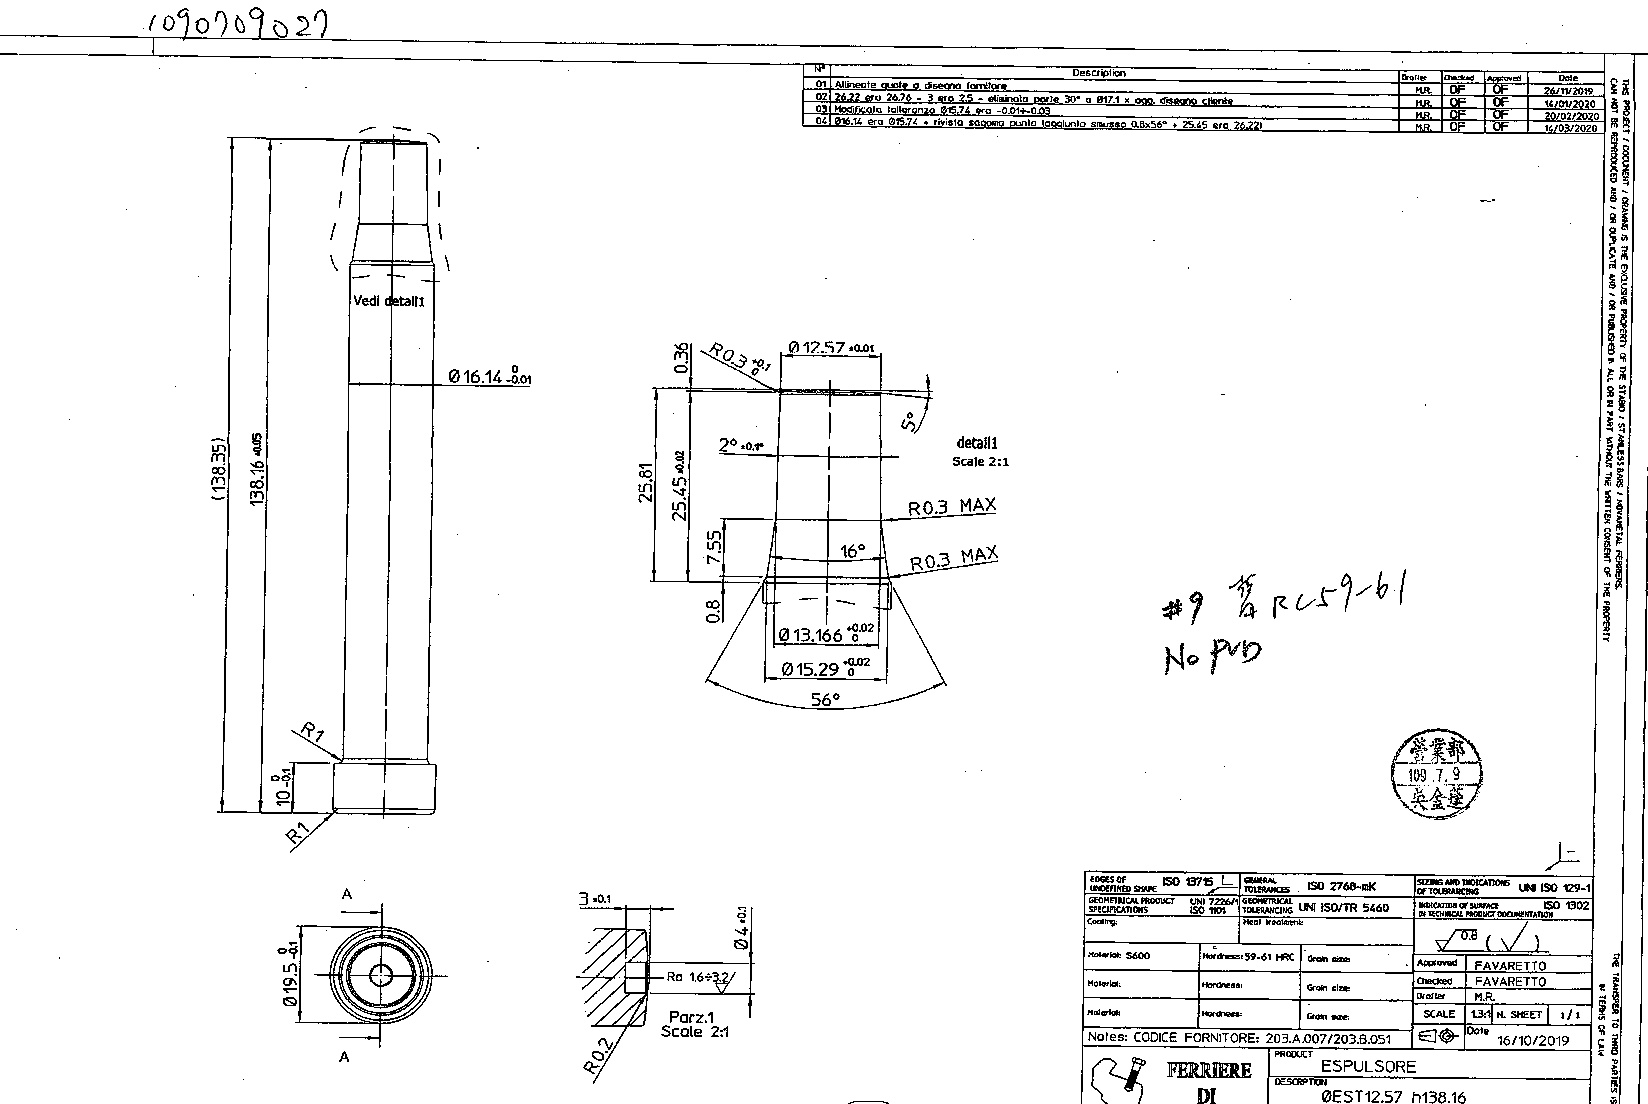 1090709027
N° Description Drafter Checked Approved Date
01 Allineate quote a disegno fornitore M.R. OF OF 26/11/2019
02 26.22 era 26.76 - 3 era 2.5 - eliminata parte 30° a Ø17.1 x agg. disegno cliente M.R. OF OF 14/01/2020
03 Modificata tolleranza Ø15.74 era -0.01÷-0.03 M.R. OF OF 20/02/2020
04 Ø16.14 era Ø15.74 + rivista sagoma punta (aggiunto smusso 0.8x56° + 25.45 era 26.22) M.R. OF OF 14/03/2020
THIS PROJECT / DOCUMENT / DRAWING IS THE EXCLUSIVE PROPERTY OF THE STABIO / STAINLESS BARS / NOVAMETAL FERRIERS.
CAN NOT BE REPRODUCED AND / OR DUPLICATE AND / OR PUBLISHED IN ALL OR IN PART WITHOUT THE WRITTEN CONSENT OF THE PROPERTY
THE TRANSFER TO THIRD PARTIES IS
IN TERMS OF LAW
Vedi detail1
Ø16.14 0 -0.01
(138.35)
138.16 ±0.05
R1
10 0 -0.1
R1
0.36
R0.3 +0.1 0
Ø12.57 ±0.01
5°
2° ±0.1°
detail1
Scale 2:1
25.81
25.45 ±0.02
R0.3 MAX
7.55
16°
R0.3 MAX
0.8
Ø13.166 +0.02 0
Ø15.29 +0.02 0
56°
#9 RC59-61
No PVD
營業部
109.7.9
A
Ø19.5 0 -0.1
A
3 ±0.1
Ø4 ±0.1
Ra 1.6÷3.2
Parz.1
Scale 2:1
R0.2
EDGES OF UNDEFINED SHAPE ISO 13715
GENERAL TOLERANCES ISO 2768-mK
SIZING AND INDICATIONS OF TOLERANCING UNI ISO 129-1
GEOMETRICAL PRODUCT SPECIFICATIONS UNI 7226/1 ISO 1101
GEOMETRICAL TOLERANCING UNI ISO/TR 5460
INDICATION OF SURFACE IN TECHNICAL PRODUCT DOCUMENTATION ISO 1302
Coating: Heat treatment:
0.8 ( )
Material: S600 Hardness: 59-61 HRC Grain size:
Approved FAVARETTO
Material: Hardness: Grain size:
Checked FAVARETTO
Drafter M.R.
Material: Hardness: Grain size:
SCALE 1.3:1 N. SHEET 1/1
Notes: CODICE FORNITORE: 203.A.007/203.B.051
Date 16/10/2019
FERRIERE
DI
PRODUCT
ESPULSORE
DESCRIPTION
ØEST12.57 h138.16